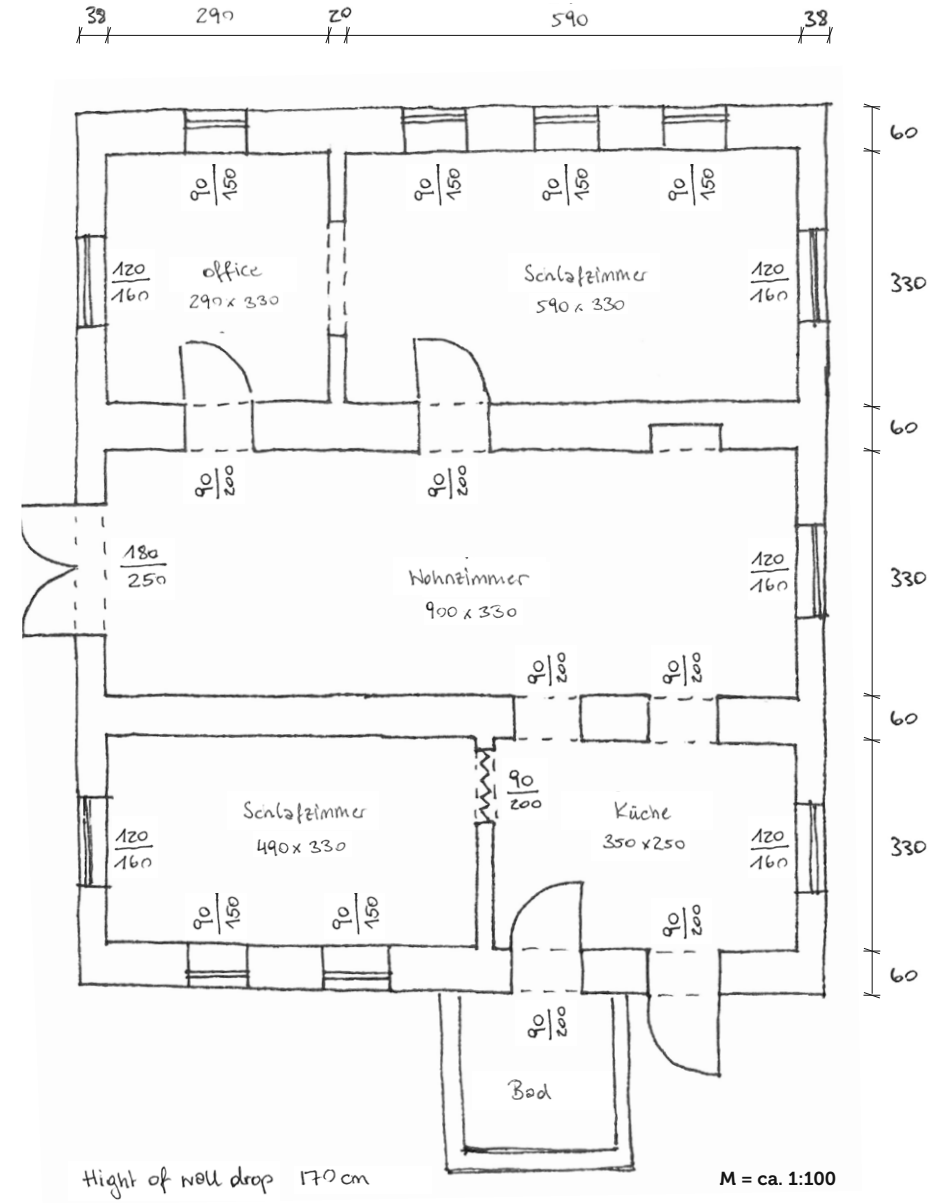 38 290 20 590 38
60
90/150 90/150 90/150 90/150
120/160 office 290 x 330
Schlafzimmer 590 x 330
120/160
330
60
90/200 90/200
180/250
Wohnzimmer
900 x 330
120/160
330
90/200 90/200
60
90/200
Schlafzimmer
490 x 330
Küche
350 x 250
120/160 120/160
330
90/150 90/150 90/200
60
90/200
Bad
Hight of wall drop 170 cm
M = ca. 1:100